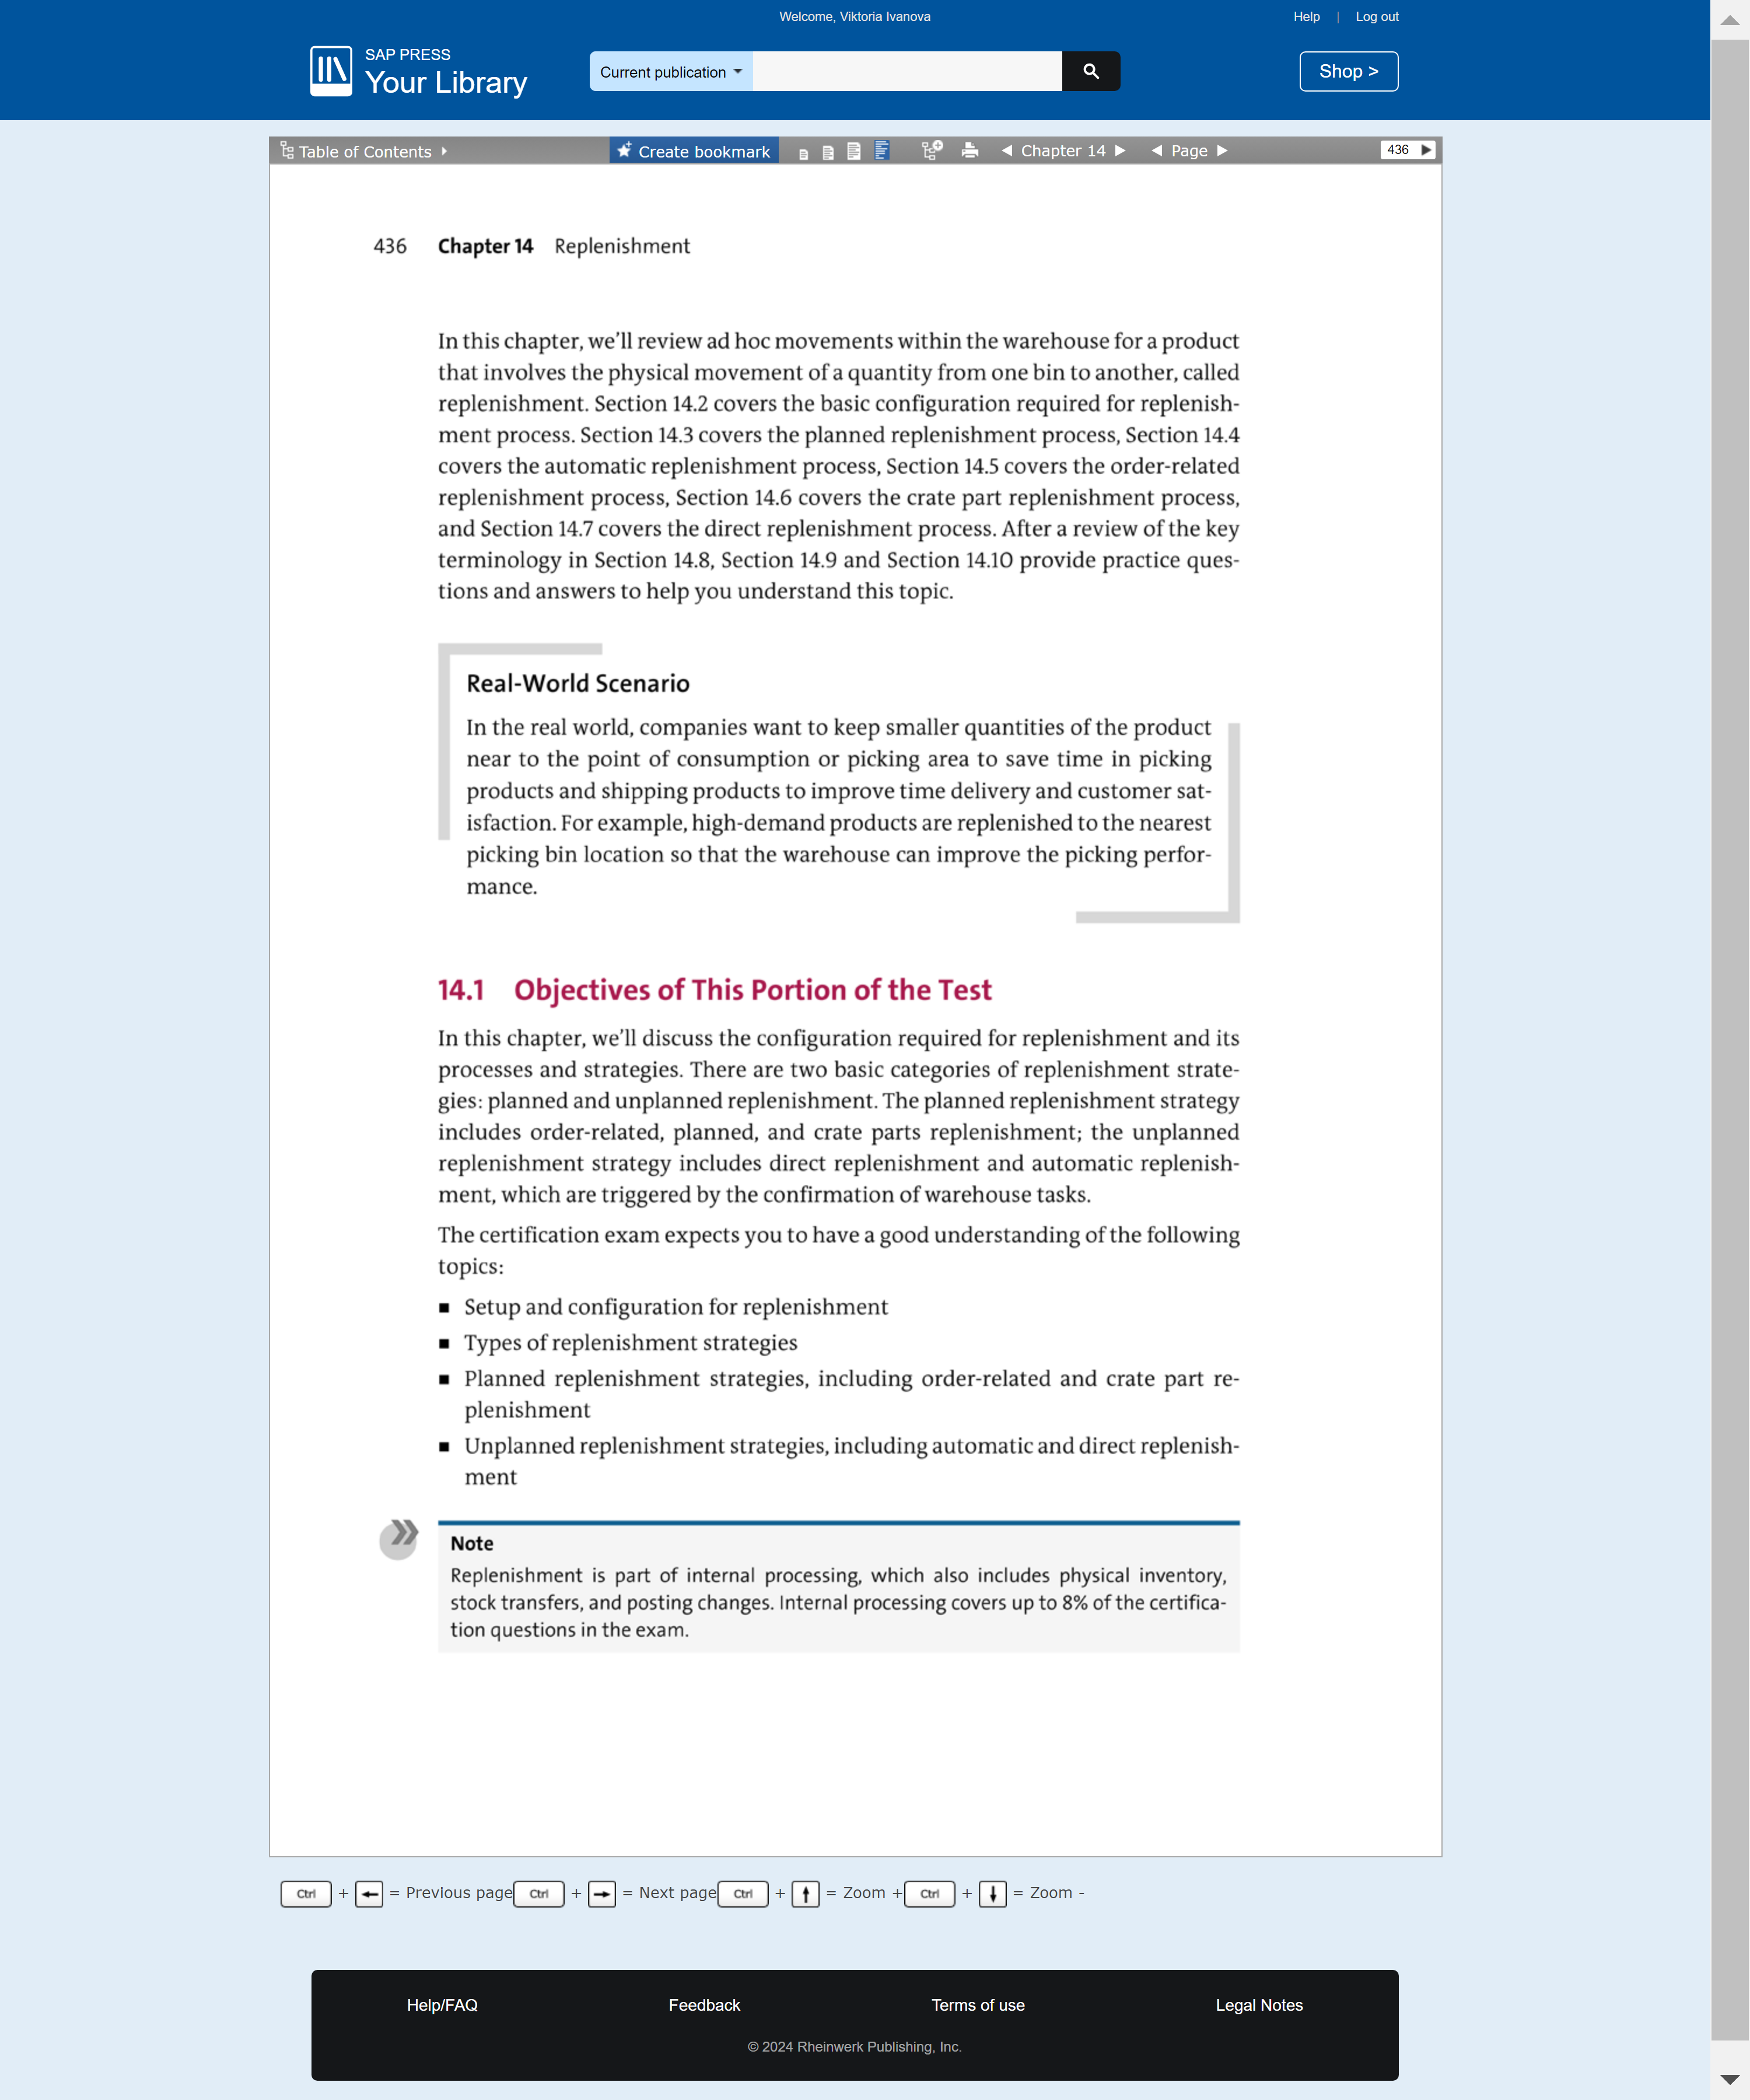 Welcome, Viktoria Ivanova
Help | Log out
SAP PRESS
Your Library
Current publication
Shop >
Table of Contents
Create bookmark
Chapter 14
Page
436
436 Chapter 14 Replenishment
In this chapter, we’ll review ad hoc movements within the warehouse for a product
that involves the physical movement of a quantity from one bin to another, called
replenishment. Section 14.2 covers the basic configuration required for replenish-
ment process. Section 14.3 covers the planned replenishment process, Section 14.4
covers the automatic replenishment process, Section 14.5 covers the order-related
replenishment process, Section 14.6 covers the crate part replenishment process,
and Section 14.7 covers the direct replenishment process. After a review of the key
terminology in Section 14.8, Section 14.9 and Section 14.10 provide practice ques-
tions and answers to help you understand this topic.
Real-World Scenario
In the real world, companies want to keep smaller quantities of the product
near to the point of consumption or picking area to save time in picking
products and shipping products to improve time delivery and customer sat-
isfaction. For example, high-demand products are replenished to the nearest
picking bin location so that the warehouse can improve the picking perfor-
mance.
14.1 Objectives of This Portion of the Test
In this chapter, we’ll discuss the configuration required for replenishment and its
processes and strategies. There are two basic categories of replenishment strate-
gies: planned and unplanned replenishment. The planned replenishment strategy
includes order-related, planned, and crate parts replenishment; the unplanned
replenishment strategy includes direct replenishment and automatic replenish-
ment, which are triggered by the confirmation of warehouse tasks.
The certification exam expects you to have a good understanding of the following
topics:
■ Setup and configuration for replenishment
■ Types of replenishment strategies
■ Planned replenishment strategies, including order-related and crate part re-
plenishment
■ Unplanned replenishment strategies, including automatic and direct replenish-
ment
Note
Replenishment is part of internal processing, which also includes physical inventory,
stock transfers, and posting changes. Internal processing covers up to 8% of the certifica-
tion questions in the exam.
Ctrl + ← = Previous page Ctrl + → = Next page Ctrl + ↑ = Zoom + Ctrl + ↓ = Zoom -
Help/FAQ Feedback Terms of use Legal Notes
© 2024 Rheinwerk Publishing, Inc.